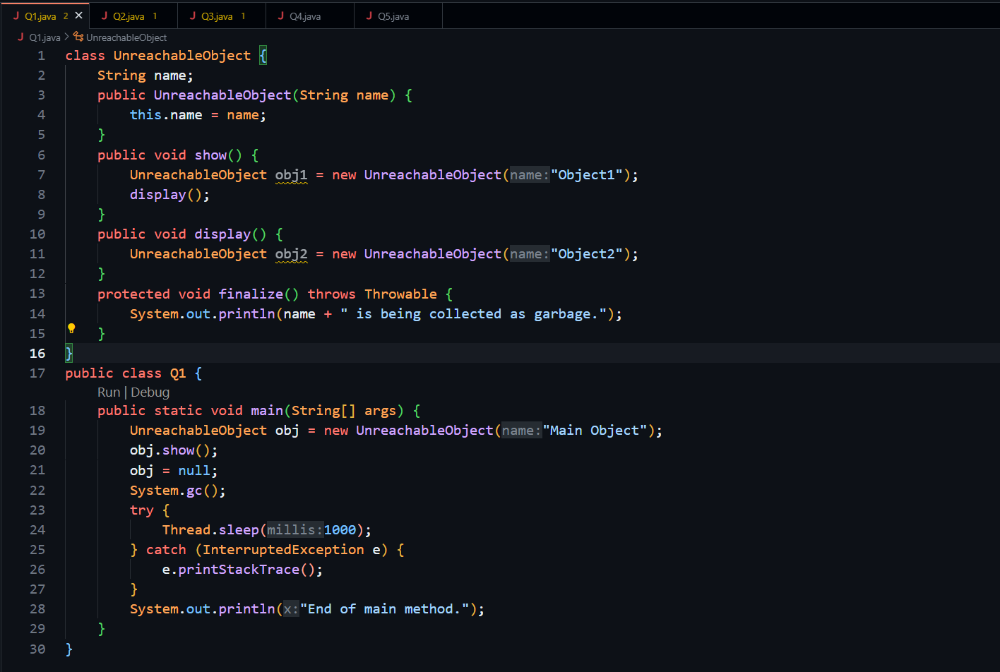 J Q1.java 2 × J Q2.java 1 J Q3.java 1 J Q4.java J Q5.java
J Q1.java > UnreachableObject
1 class UnreachableObject {
2     String name;
3     public UnreachableObject(String name) {
4         this.name = name;
5     }
6     public void show() {
7         UnreachableObject obj1 = new UnreachableObject(name:"Object1");
8         display();
9     }
10     public void display() {
11         UnreachableObject obj2 = new UnreachableObject(name:"Object2");
12     }
13     protected void finalize() throws Throwable {
14         System.out.println(name + " is being collected as garbage.");
15     }
16 }
17 public class Q1 {
Run | Debug
18     public static void main(String[] args) {
19         UnreachableObject obj = new UnreachableObject(name:"Main Object");
20         obj.show();
21         obj = null;
22         System.gc();
23         try {
24             Thread.sleep(millis:1000);
25         } catch (InterruptedException e) {
26             e.printStackTrace();
27         }
28         System.out.println(x:"End of main method.");
29     }
30 }